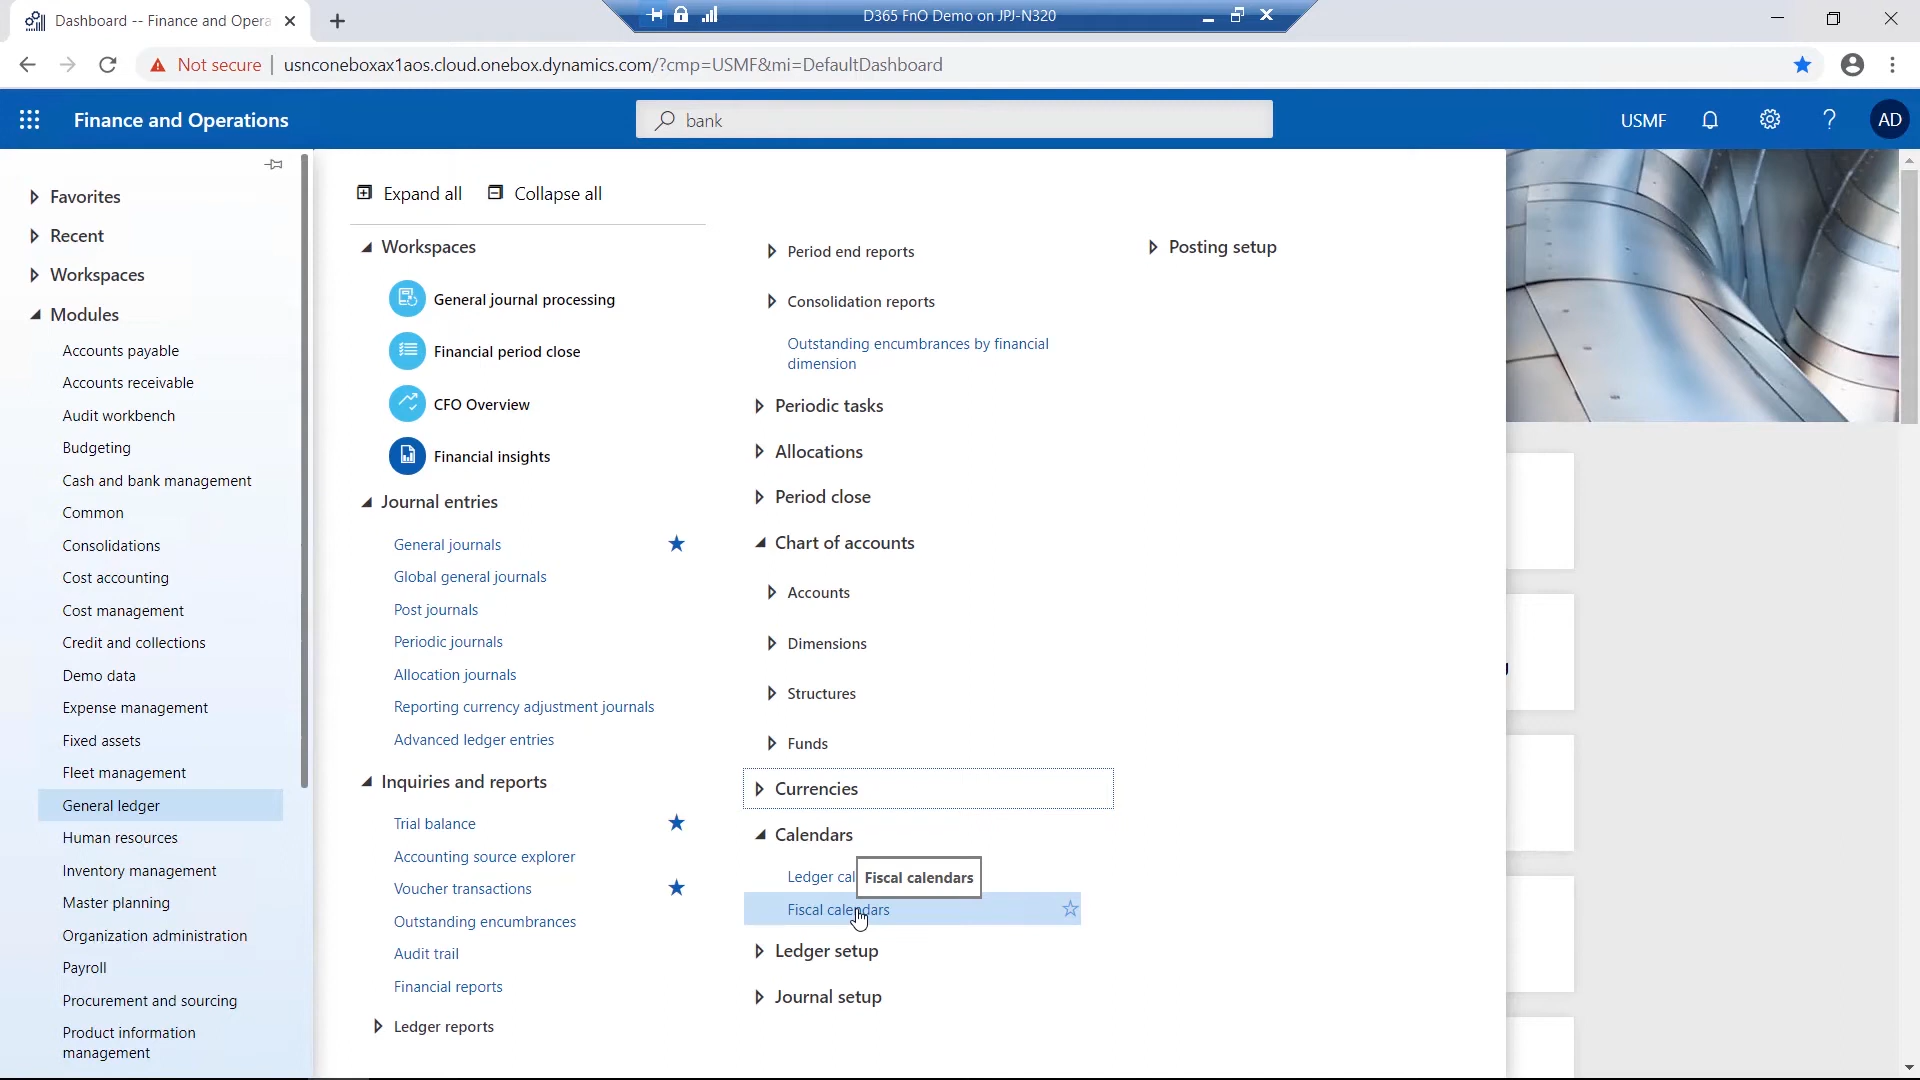 Dashboard -- Finance and Opera
D365 FnO Demo on JPJ-N320
Not secure
usnconeboxax1aos.cloud.onebox.dynamics.com/?cmp=USMF&mi=DefaultDashboard
Finance and Operations
bank
USMF
?
AD
Favorites
Recent
Workspaces
Modules
Accounts payable
Accounts receivable
Audit workbench
Budgeting
Cash and bank management
Common
Consolidations
Cost accounting
Cost management
Credit and collections
Demo data
Expense management
Fixed assets
Fleet management
General ledger
Human resources
Inventory management
Master planning
Organization administration
Payroll
Procurement and sourcing
Product information
management
Expand all
Collapse all
Workspaces
General journal processing
Financial period close
CFO Overview
Financial insights
Journal entries
General journals
Global general journals
Post journals
Periodic journals
Allocation journals
Reporting currency adjustment journals
Advanced ledger entries
Inquiries and reports
Trial balance
Accounting source explorer
Voucher transactions
Outstanding encumbrances
Audit trail
Financial reports
Ledger reports
Period end reports
Consolidation reports
Outstanding encumbrances by financial
dimension
Periodic tasks
Allocations
Period close
Chart of accounts
Accounts
Dimensions
Structures
Funds
Currencies
Calendars
Ledger cal
Fiscal calendars
Fiscal calendars
Ledger setup
Journal setup
Posting setup